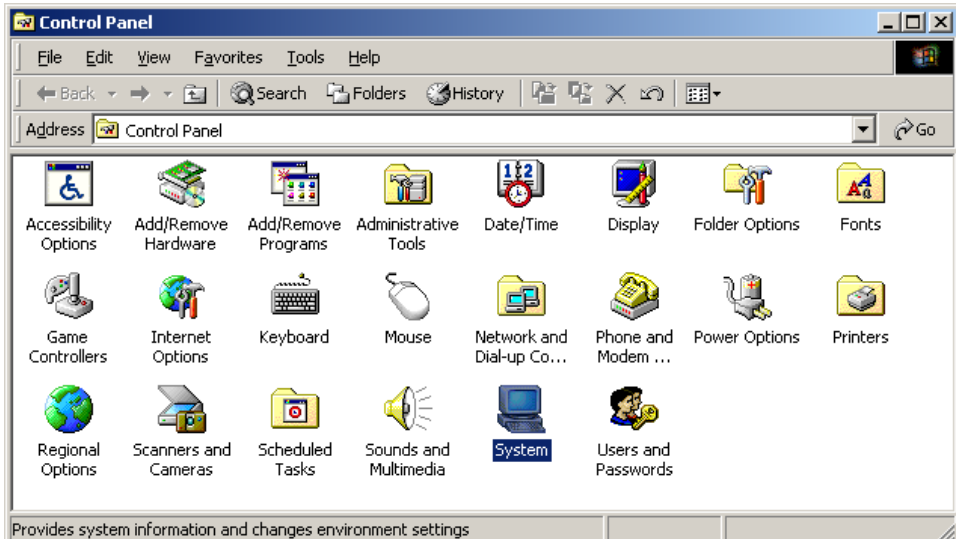 Control Panel
File Edit View Favorites Tools Help
Back Search Folders History
Address Control Panel Go
Accessibility Options
Add/Remove Hardware
Add/Remove Programs
Administrative Tools
12
Date/Time
Display
Folder Options
Fonts
Game Controllers
Internet Options
Keyboard
Mouse
Network and Dial-up Co...
Phone and Modem ...
Power Options
Printers
Regional Options
Scanners and Cameras
Scheduled Tasks
Sounds and Multimedia
System
Users and Passwords
Provides system information and changes environment settings